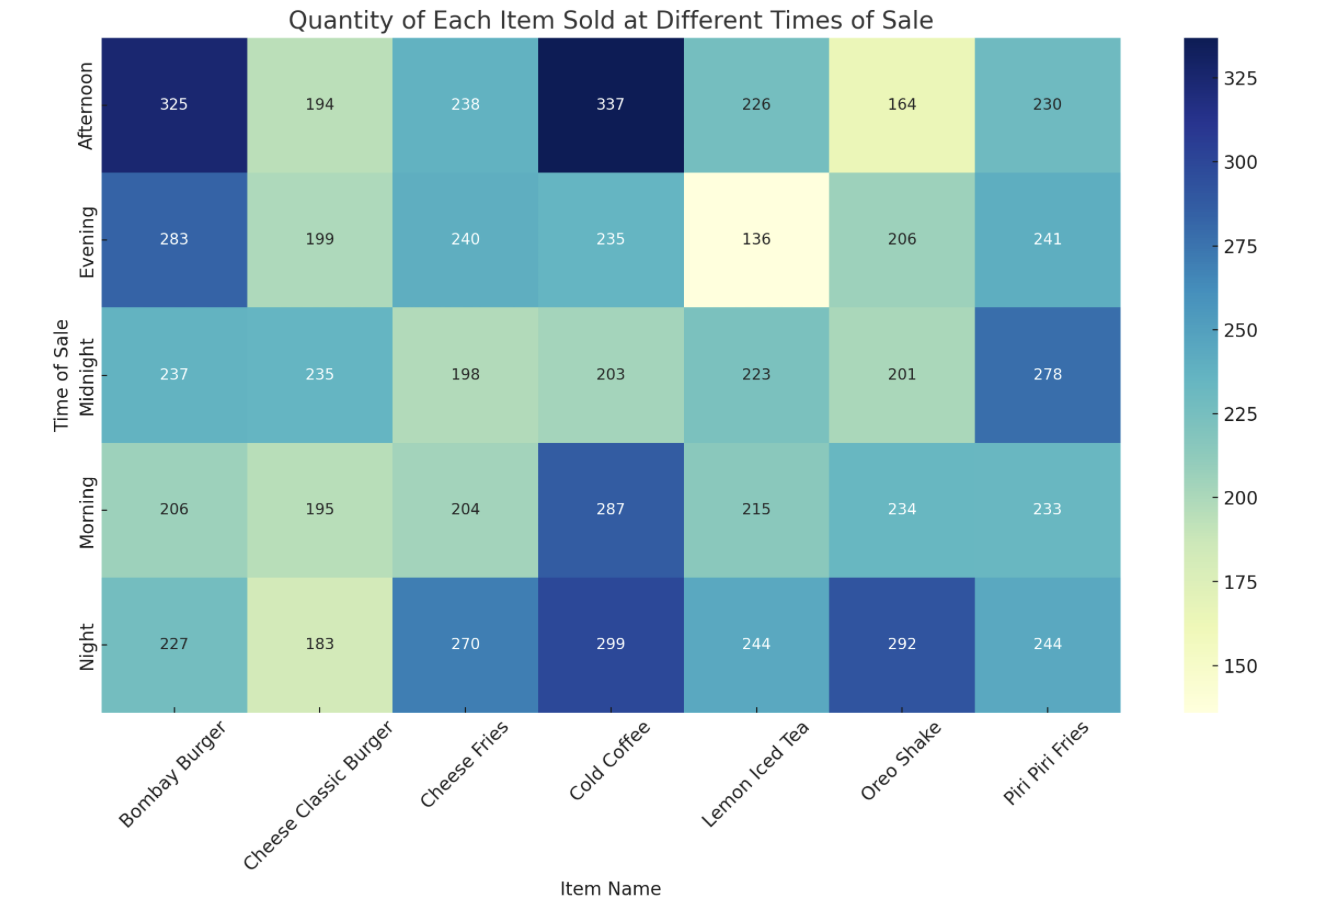 Quantity of Each Item Sold at Different Times of Sale
Time of Sale
Afternoon
325 194 238 337 226 164 230
Evening
283 199 240 235 136 206 241
Midnight
237 235 198 203 223 201 278
Morning
206 195 204 287 215 234 233
Night
227 183 270 299 244 292 244
Bombay Burger
Cheese Classic Burger
Cheese Fries
Cold Coffee
Lemon Iced Tea
Oreo Shake
Piri Piri Fries
Item Name
325
300
275
250
225
200
175
150